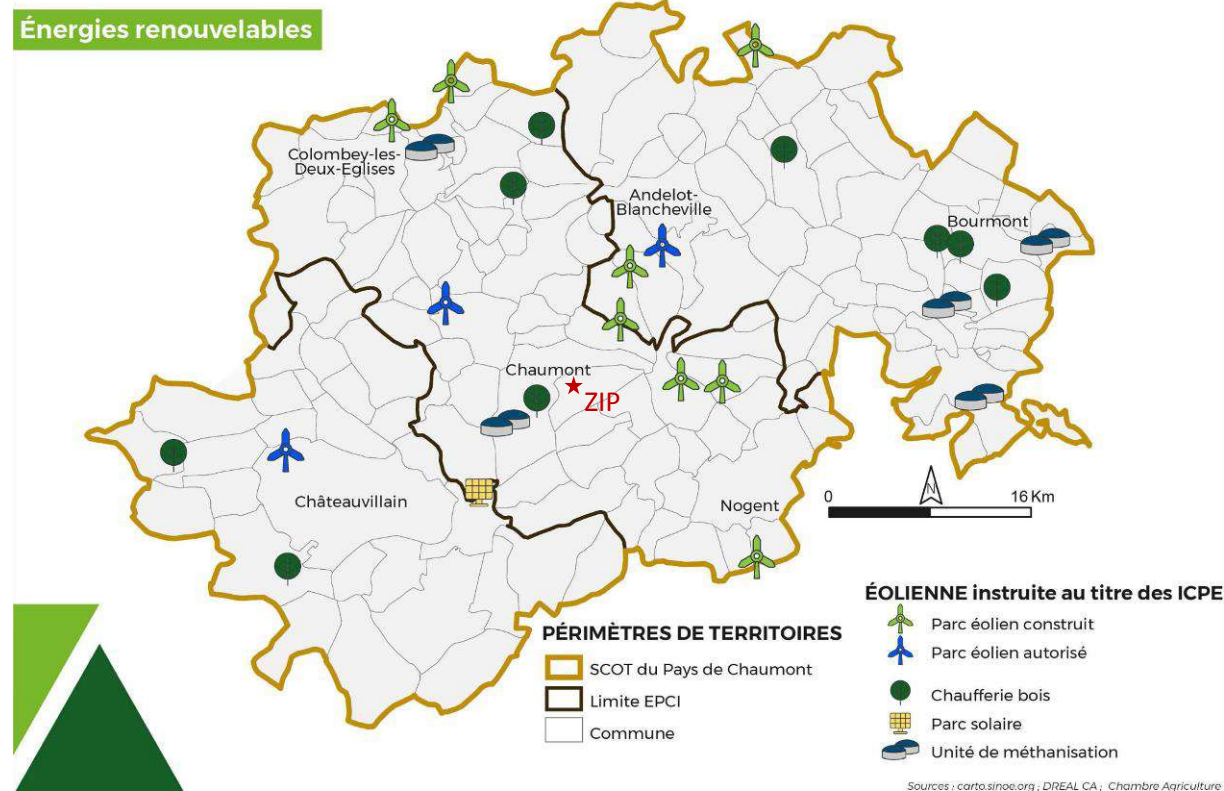 Énergies renouvelables
Colombey-les-
Deux-Eglises
Andelot-
Blancheville
Bourmont
Chaumont
ZIP
Châteauvillain
Nogent
N
0 16 Km
PÉRIMÈTRES DE TERRITOIRES
SCOT du Pays de Chaumont
Limite EPCI
Commune
ÉOLIENNE instruite au titre des ICPE
Parc éolien construit
Parc éolien autorisé
Chaufferie bois
Parc solaire
Unité de méthanisation
Sources : carto.sinoe.org ; DREAL CA ; Chambre Agriculture